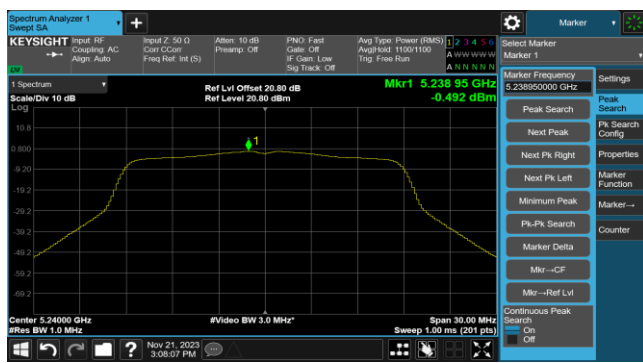 Spectrum Analyzer 1
Swept SA
Marker
KEYSIGHT
Input: RF
Coupling: AC
Align: Auto
Input Z: 50 Ω
Corr CCorr
Freq Ref: Int (S)
Atten: 10 dB
Preamp: Off
PNO: Fast
Gate: Off
IF Gain: Low
Sig Track: Off
Avg Type: Power (RMS)
Avg|Hold: 1100/1100
Trig: Free Run
1 2 3 4 5 6
A WWWWW
A N N N N N
Select Marker
Marker 1
1 Spectrum
Scale/Div 10 dB
Log
Ref Lvl Offset 20.80 dB
Ref Level 20.80 dBm
Mkr1 5.238 95 GHz
-0.492 dBm
10.8
0.800
-9.20
-19.2
-29.2
-39.2
-49.2
-59.2
-69.2
1
Center 5.24000 GHz
#Res BW 1.0 MHz
#Video BW 3.0 MHz*
Span 30.00 MHz
Sweep 1.00 ms (201 pts)
Marker Frequency
5.238950000 GHz
Peak Search
Next Peak
Next Pk Right
Next Pk Left
Minimum Peak
Pk-Pk Search
Marker Delta
Mkr→CF
Mkr→Ref Lvl
Continuous Peak
Search
On
Off
Settings
Peak
Search
Pk Search
Config
Properties
Marker
Function
Marker→
Counter
Nov 21, 2023
3:08:07 PM